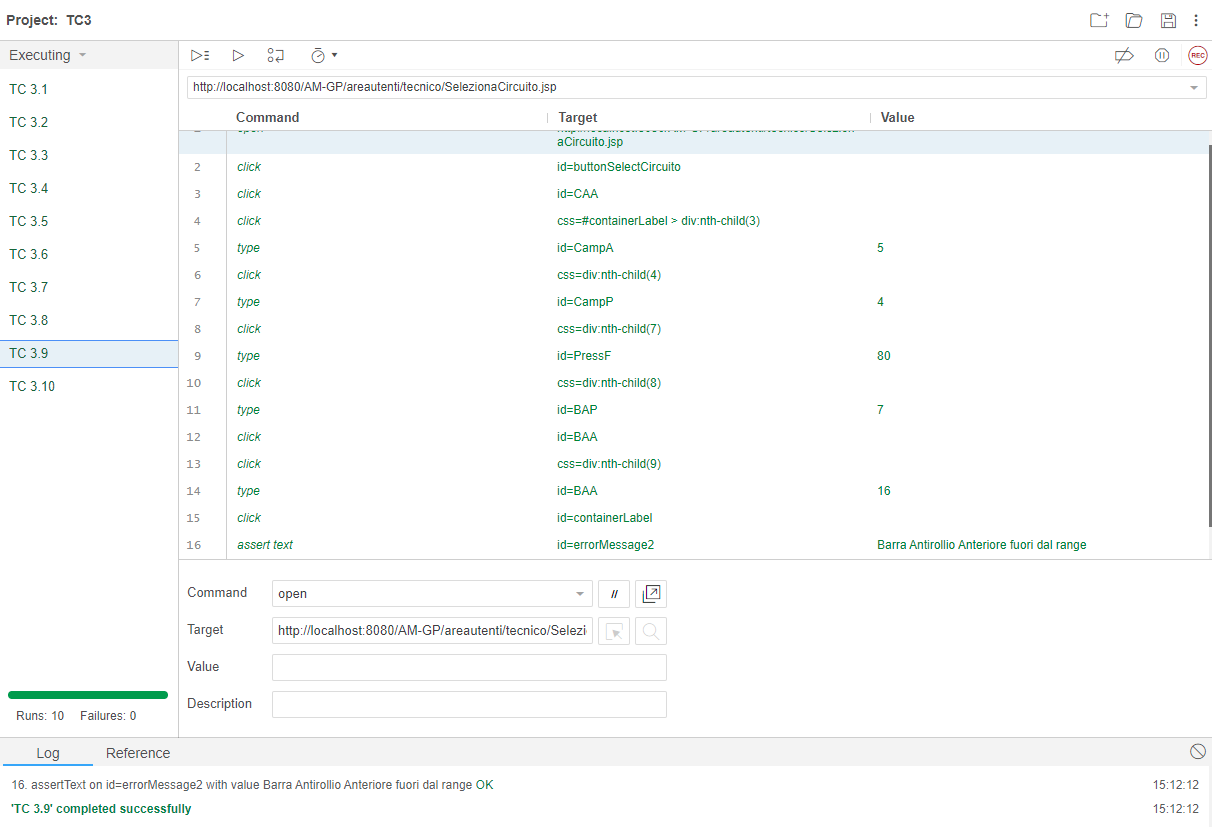 Project: TC3
Executing
TC 3.1
TC 3.2
TC 3.3
TC 3.4
TC 3.5
TC 3.6
TC 3.7
TC 3.8
TC 3.9
TC 3.10
Runs: 10 Failures: 0
REC
http://localhost:8080/AM-GP/areautenti/tecnico/SelezionaCircuito.jsp
Command Target Value
aCircuito.jsp
2 click id=buttonSelectCircuito
3 click id=CAA
4 click css=#containerLabel > div:nth-child(3)
5 type id=CampA 5
6 click css=div:nth-child(4)
7 type id=CampP 4
8 click css=div:nth-child(7)
9 type id=PressF 80
10 click css=div:nth-child(8)
11 type id=BAP 7
12 click id=BAA
13 click css=div:nth-child(9)
14 type id=BAA 16
15 click id=containerLabel
16 assert text id=errorMessage2 Barra Antirollio Anteriore fuori dal range
Command open //
Target http://localhost:8080/AM-GP/areautenti/tecnico/Selezi
Value
Description
Log Reference
16. assertText on id=errorMessage2 with value Barra Antirollio Anteriore fuori dal range OK 15:12:12
'TC 3.9' completed successfully 15:12:12